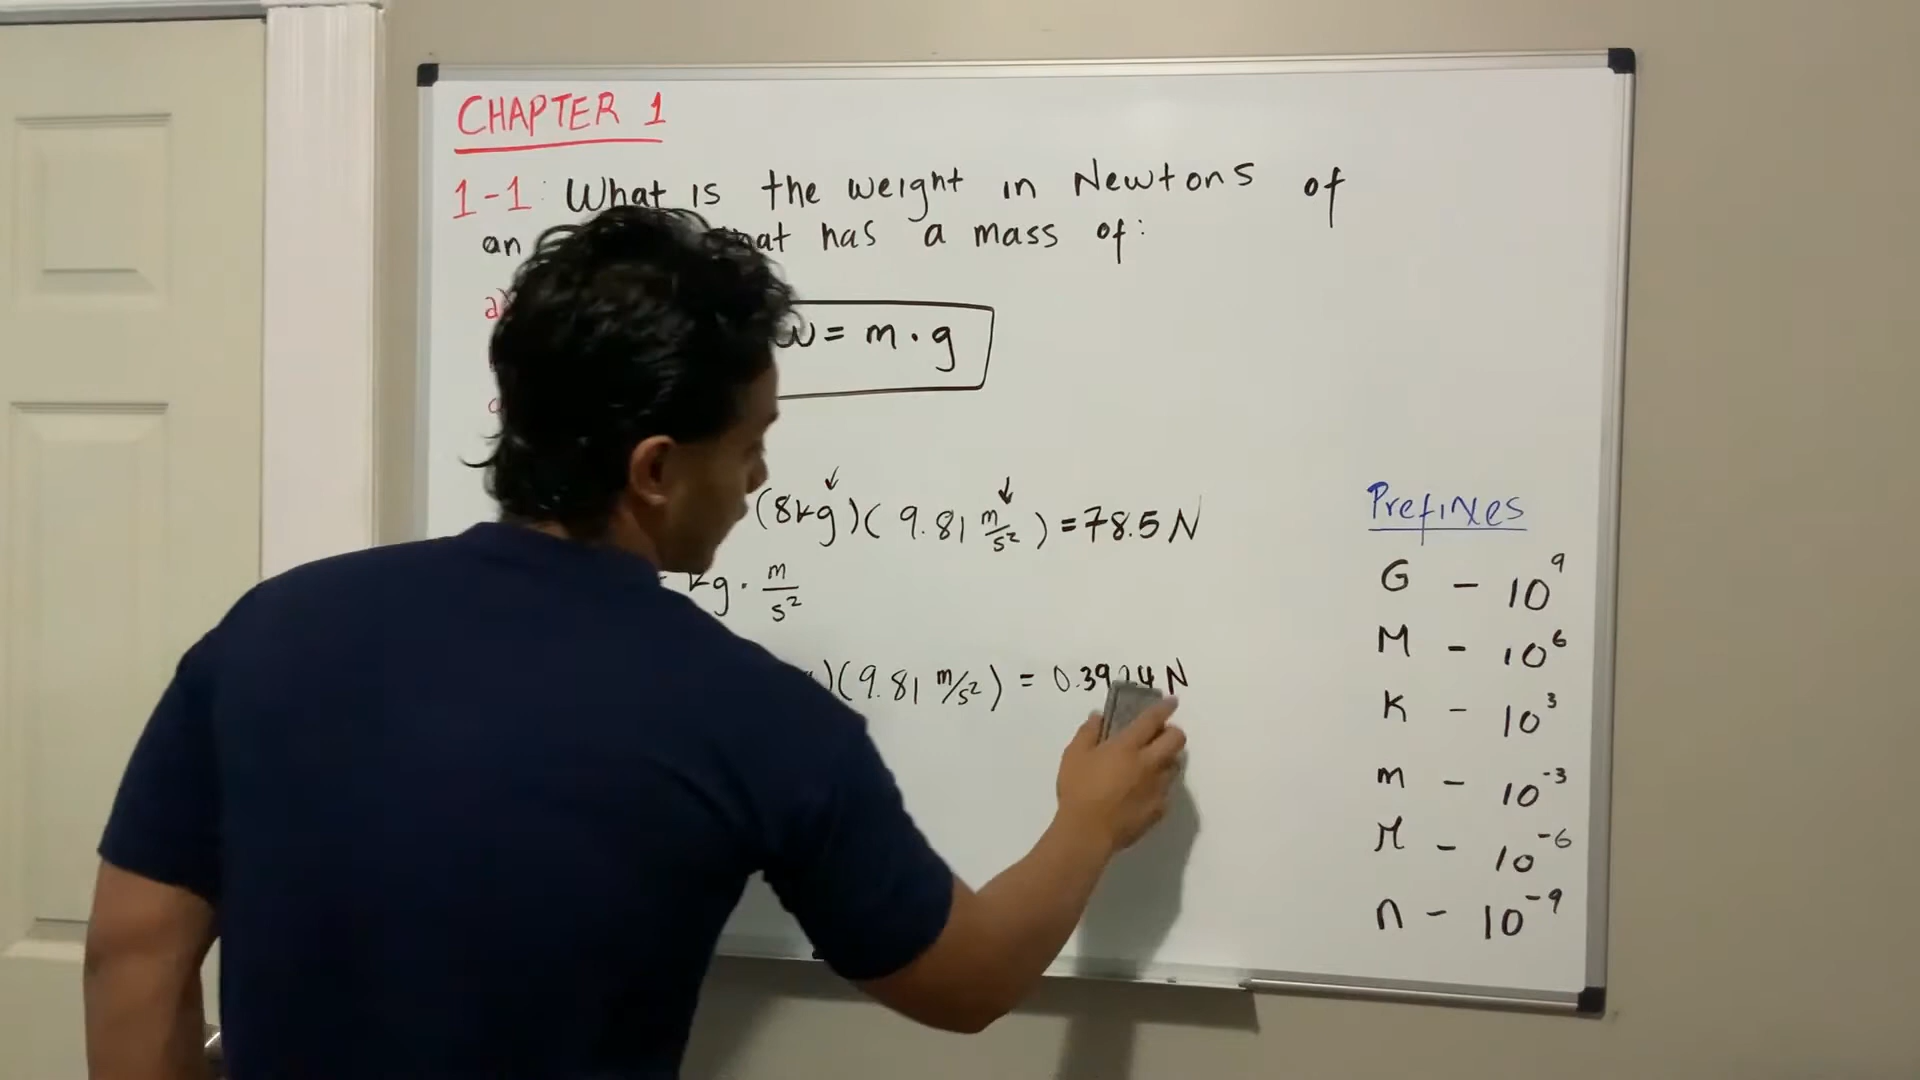 CHAPTER 1
1-1: What is the weight in Newtons of
an hat has a mass of:
a)
w = m · g
(8kg)(9.81 m/s²) = 78.5 N
kg · m/s²
)(9.81 m/s²) = 0.3924 N
Prefixes
G - 10⁹
M - 10⁶
K - 10³
m - 10⁻³
μ - 10⁻⁶
n - 10⁻⁹